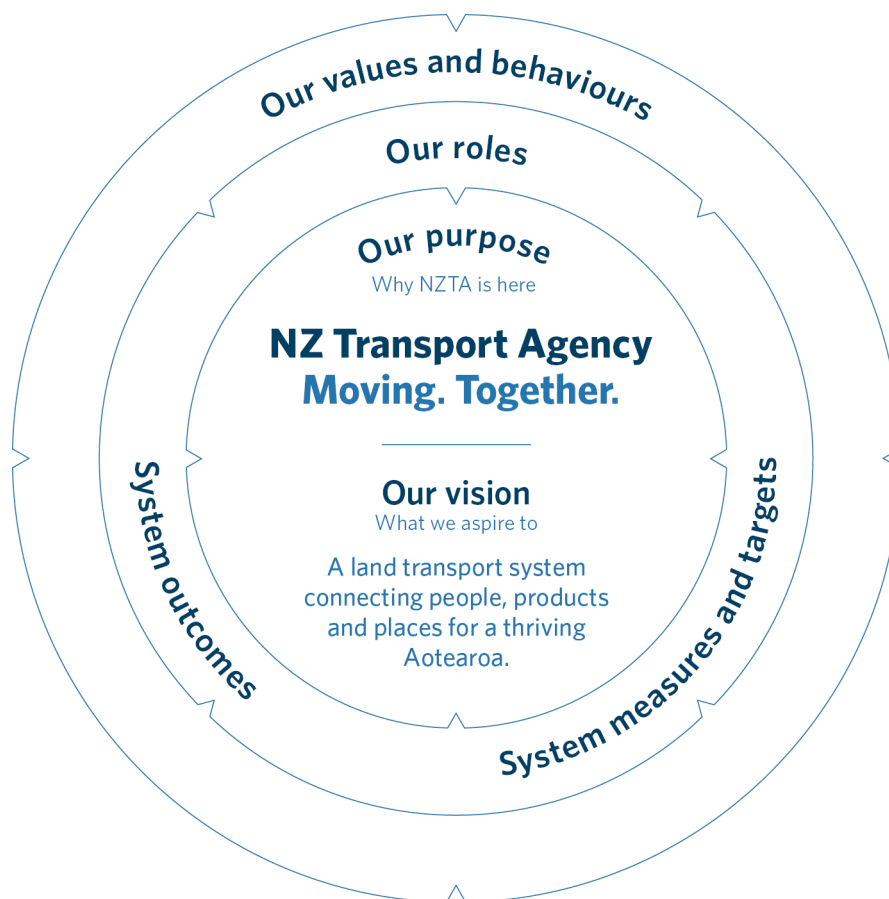 Our values and behaviours
Our roles
Our purpose
Why NZTA is here
NZ Transport Agency
Moving. Together.
Our vision
What we aspire to
A land transport system
connecting people, products
and places for a thriving
Aotearoa.
System outcomes
System measures and targets